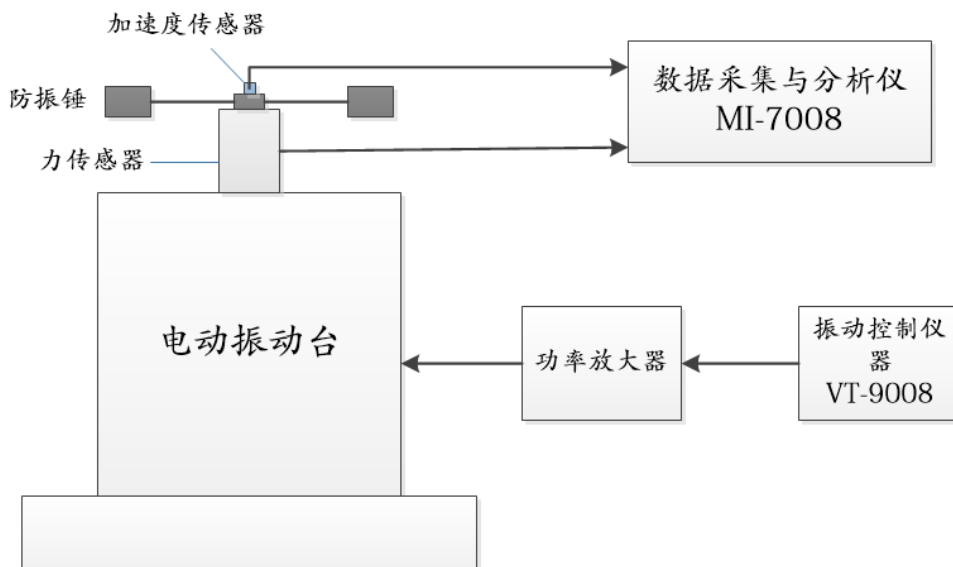 加速度传感器
防振锤
力传感器
数据采集与分析仪
MI-7008
电动振动台
功率放大器
振动控制仪
器
VT-9008